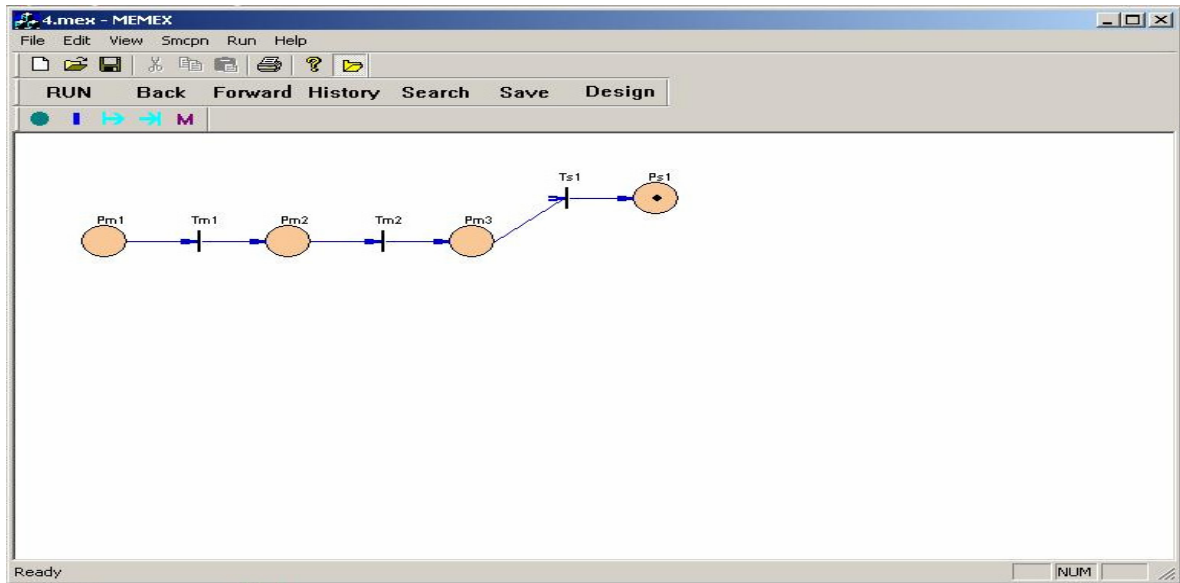 4.mex - MEMEX
File Edit View Smcpn Run Help
RUN Back Forward History Search Save Design
M
Ts1 Ps1
Pm1 Tm1 Pm2 Tm2 Pm3
Ready NUM